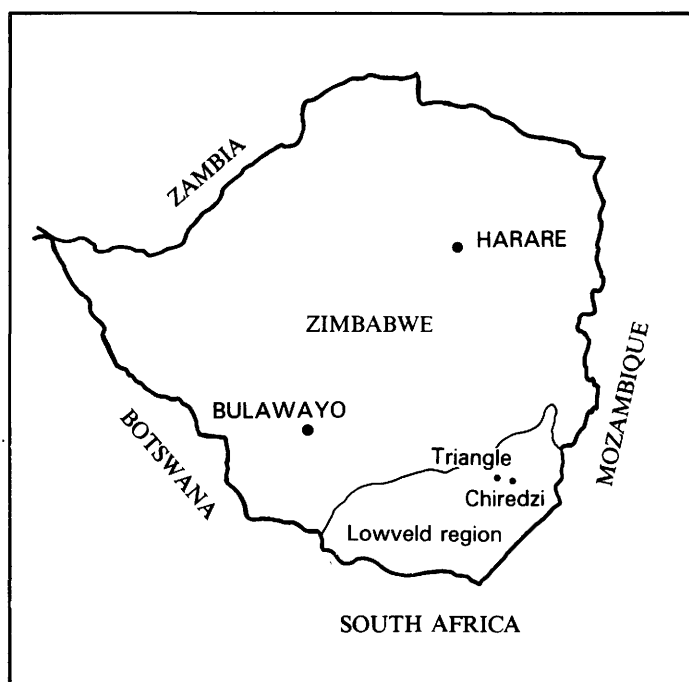 ZAMBIA
HARARE
ZIMBABWE
MOZAMBIQUE
BULAWAYO
BOTSWANA
Triangle
Chiredzi
Lowveld region
SOUTH AFRICA